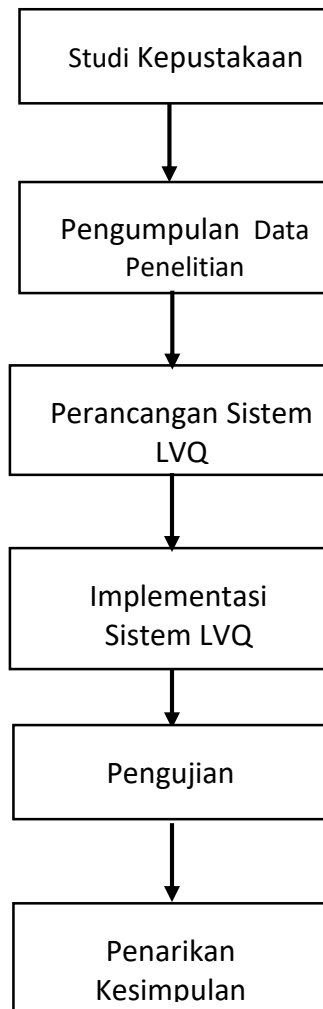 Studi Kepustakaan
Pengumpulan Data
Penelitian
Perancangan Sistem
LVQ
Implementasi
Sistem LVQ
Pengujian
Penarikan
Kesimpulan